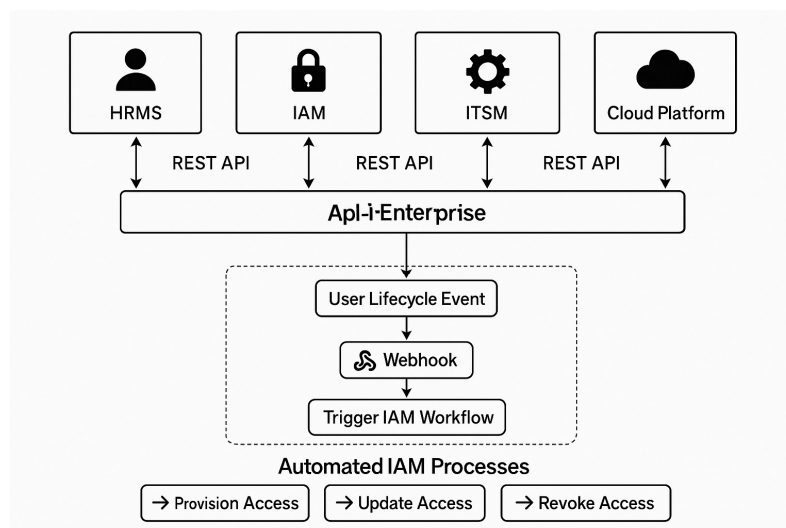 HRMS
IAM
ITSM
Cloud Platform
REST API
REST API
REST API
Apl-i-Enterprise
User Lifecycle Event
Webhook
Trigger IAM Workflow
Automated IAM Processes
→ Provision Access
→ Update Access
→ Revoke Access